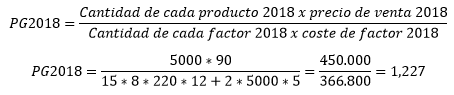 PG2018 = Cantidad de cada producto 2018 x precio de venta 2018 / Cantidad de cada factor 2018 x coste de factor 2018
PG2018 = 5000 * 90 / 15 * 8 * 220 * 12 + 2 * 5000 * 5 = 450.000 / 366.800 = 1,227